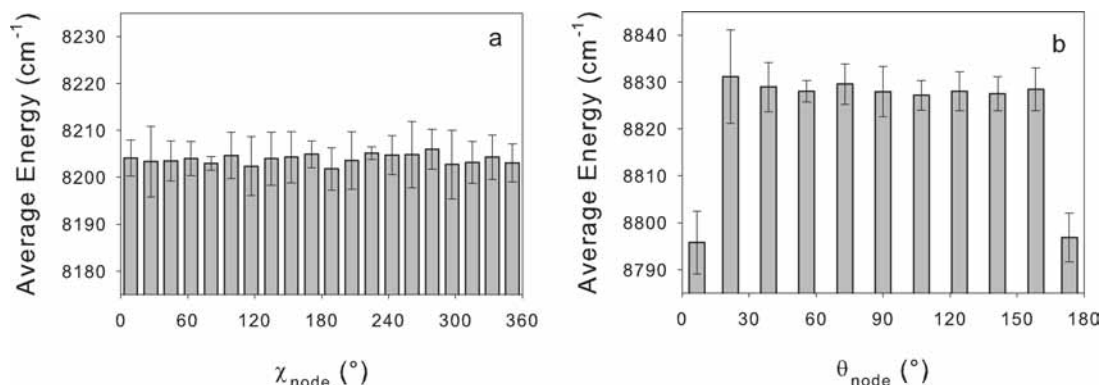 a
Average Energy (cm⁻¹)
8230
8220
8210
8200
8190
8180
0 60 120 180 240 300 360
χnode (°)
b
Average Energy (cm⁻¹)
8840
8830
8820
8810
8800
8790
0 30 60 90 120 150 180
θnode (°)